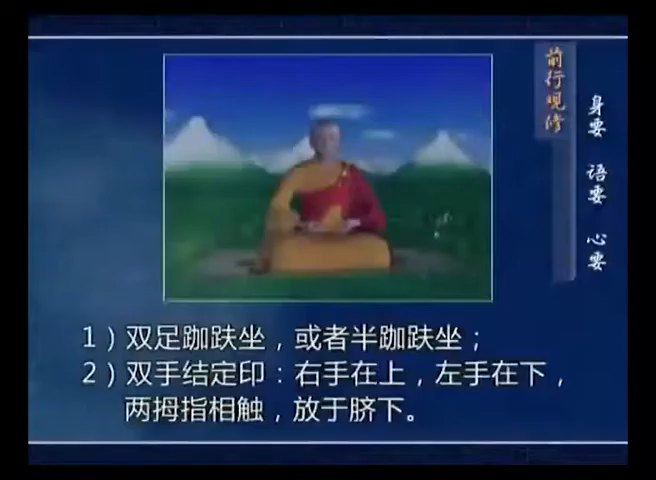 前行观修
身要 语要 心要
1）双足跏趺坐，或者半跏趺坐；
2）双手结定印：右手在上，左手在下，
两拇指相触，放于脐下。